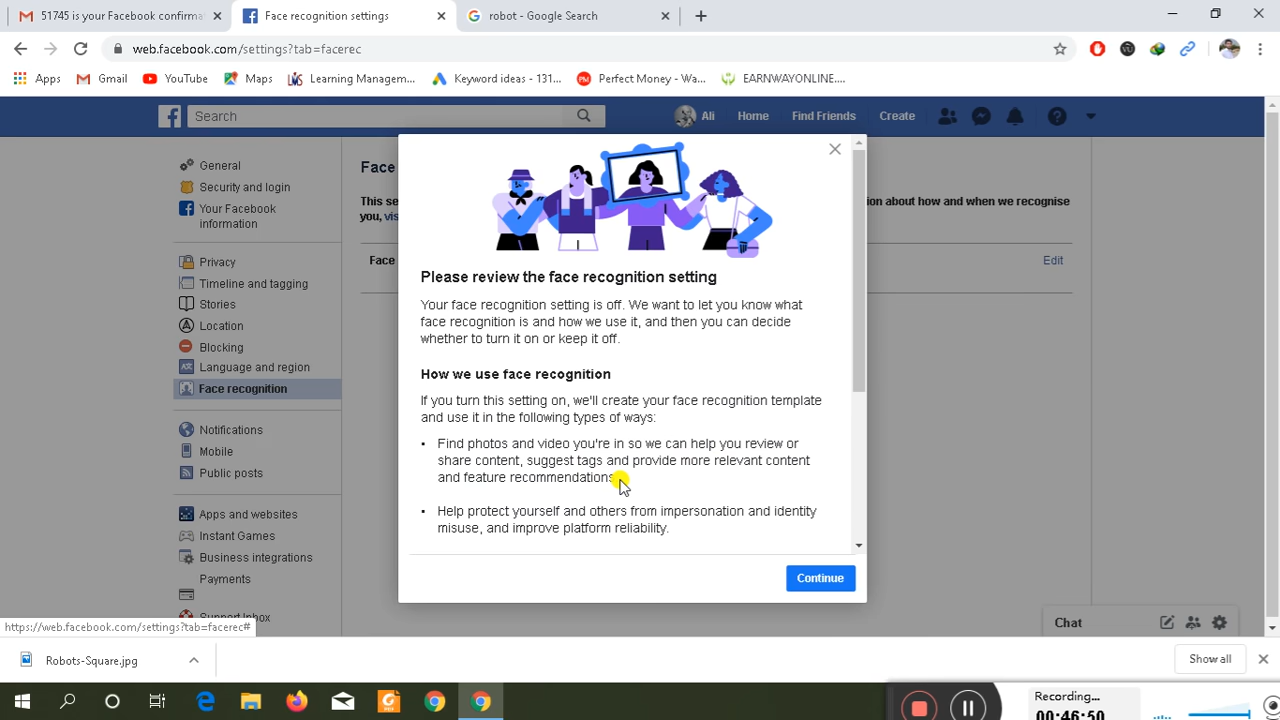 51745 is your Facebook confirma
Face recognition settings
robot - Google Search
web.facebook.com/settings?tab=facerec
Apps
Gmail
YouTube
Maps
Learning Managem...
Keyword ideas - 131...
Perfect Money - Wa...
EARNWAYONLINE....
Search
Ali
Home
Find Friends
Create
General
Security and login
Your Facebook
information
Privacy
Timeline and tagging
Stories
Location
Blocking
Language and region
Face recognition
Notifications
Mobile
Public posts
Apps and websites
Instant Games
Business integrations
Payments
Support Inbox
Face
This se
ion about how and when we recognise
you, vis
Face
Edit
Please review the face recognition setting
Your face recognition setting is off. We want to let you know what
face recognition is and how we use it, and then you can decide
whether to turn it on or keep it off.
How we use face recognition
If you turn this setting on, we'll create your face recognition template
and use it in the following types of ways:
• Find photos and video you're in so we can help you review or
share content, suggest tags and provide more relevant content
and feature recommendations
• Help protect yourself and others from impersonation and identity
misuse, and improve platform reliability.
Continue
Chat
https://web.facebook.com/settings?tab=facerec#
Robots-Square.jpg
Show all
Recording...
00:46:50